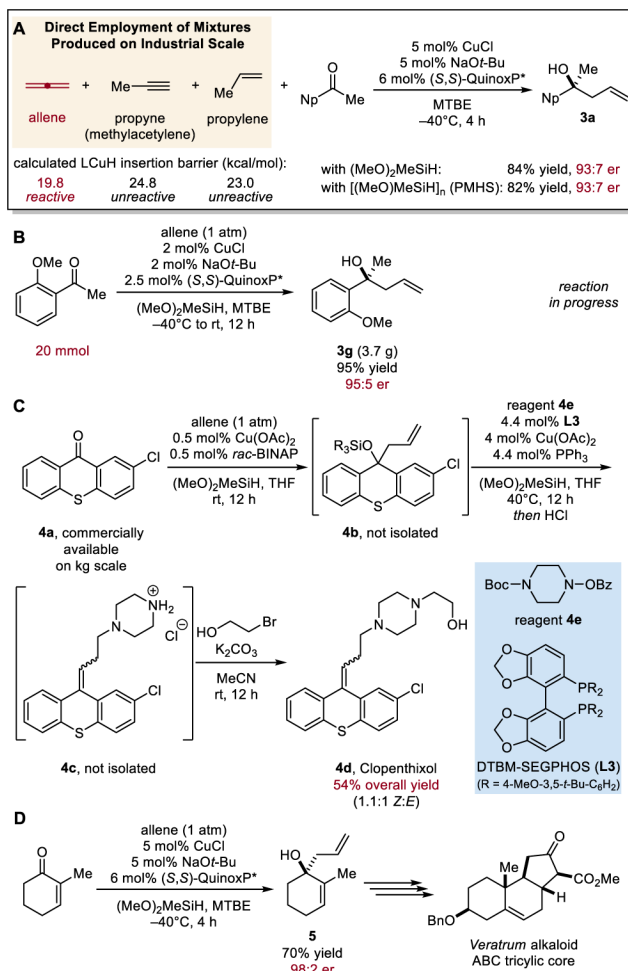 A
Direct Employment of Mixtures
Produced on Industrial Scale
allene
+
Me
propyne
(methylacetylene)
+
Me
propylene
+
Np
O
Me
5 mol% CuCl
5 mol% NaOt-Bu
6 mol% (S,S)-QuinoxP*
MTBE
–40°C, 4 h
HO
Me
Np
3a
calculated LCuH insertion barrier (kcal/mol):
19.8
24.8
23.0
reactive
unreactive
unreactive
with (MeO)2MeSiH: 84% yield, 93:7 er
with [(MeO)MeSiH]n (PMHS): 82% yield, 93:7 er
B
OMe
O
Me
20 mmol
allene (1 atm)
2 mol% CuCl
2 mol% NaOt-Bu
2.5 mol% (S,S)-QuinoxP*
(MeO)2MeSiH, MTBE
–40°C to rt, 12 h
HO
Me
OMe
3g (3.7 g)
95% yield
95:5 er
reaction
in progress
C
O
Cl
S
4a, commercially
available
on kg scale
allene (1 atm)
0.5 mol% Cu(OAc)2
0.5 mol% rac-BINAP
(MeO)2MeSiH, THF
rt, 12 h
R3SiO
Cl
S
4b, not isolated
reagent 4e
4.4 mol% L3
4 mol% Cu(OAc)2
4.4 mol% PPh3
(MeO)2MeSiH, THF
40°C, 12 h
then HCl
+
NH2
N
Cl⊖
Cl
S
4c, not isolated
HO
Br
K2CO3
MeCN
rt, 12 h
N
OH
N
Cl
S
4d, Clopenthixol
54% overall yield
(1.1:1 Z:E)
Boc
N
N
OBz
reagent 4e
O
O
PR2
PR2
O
O
DTBM-SEGPHOS (L3)
(R = 4-MeO-3,5-t-Bu-C6H2)
D
O
Me
allene (1 atm)
5 mol% CuCl
5 mol% NaOt-Bu
6 mol% (S,S)-QuinoxP*
(MeO)2MeSiH, MTBE
–40°C, 4 h
HO
Me
5
70% yield
98:2 er
O
Me
H
CO2Me
H
BnO
Veratrum alkaloid
ABC tricylic core